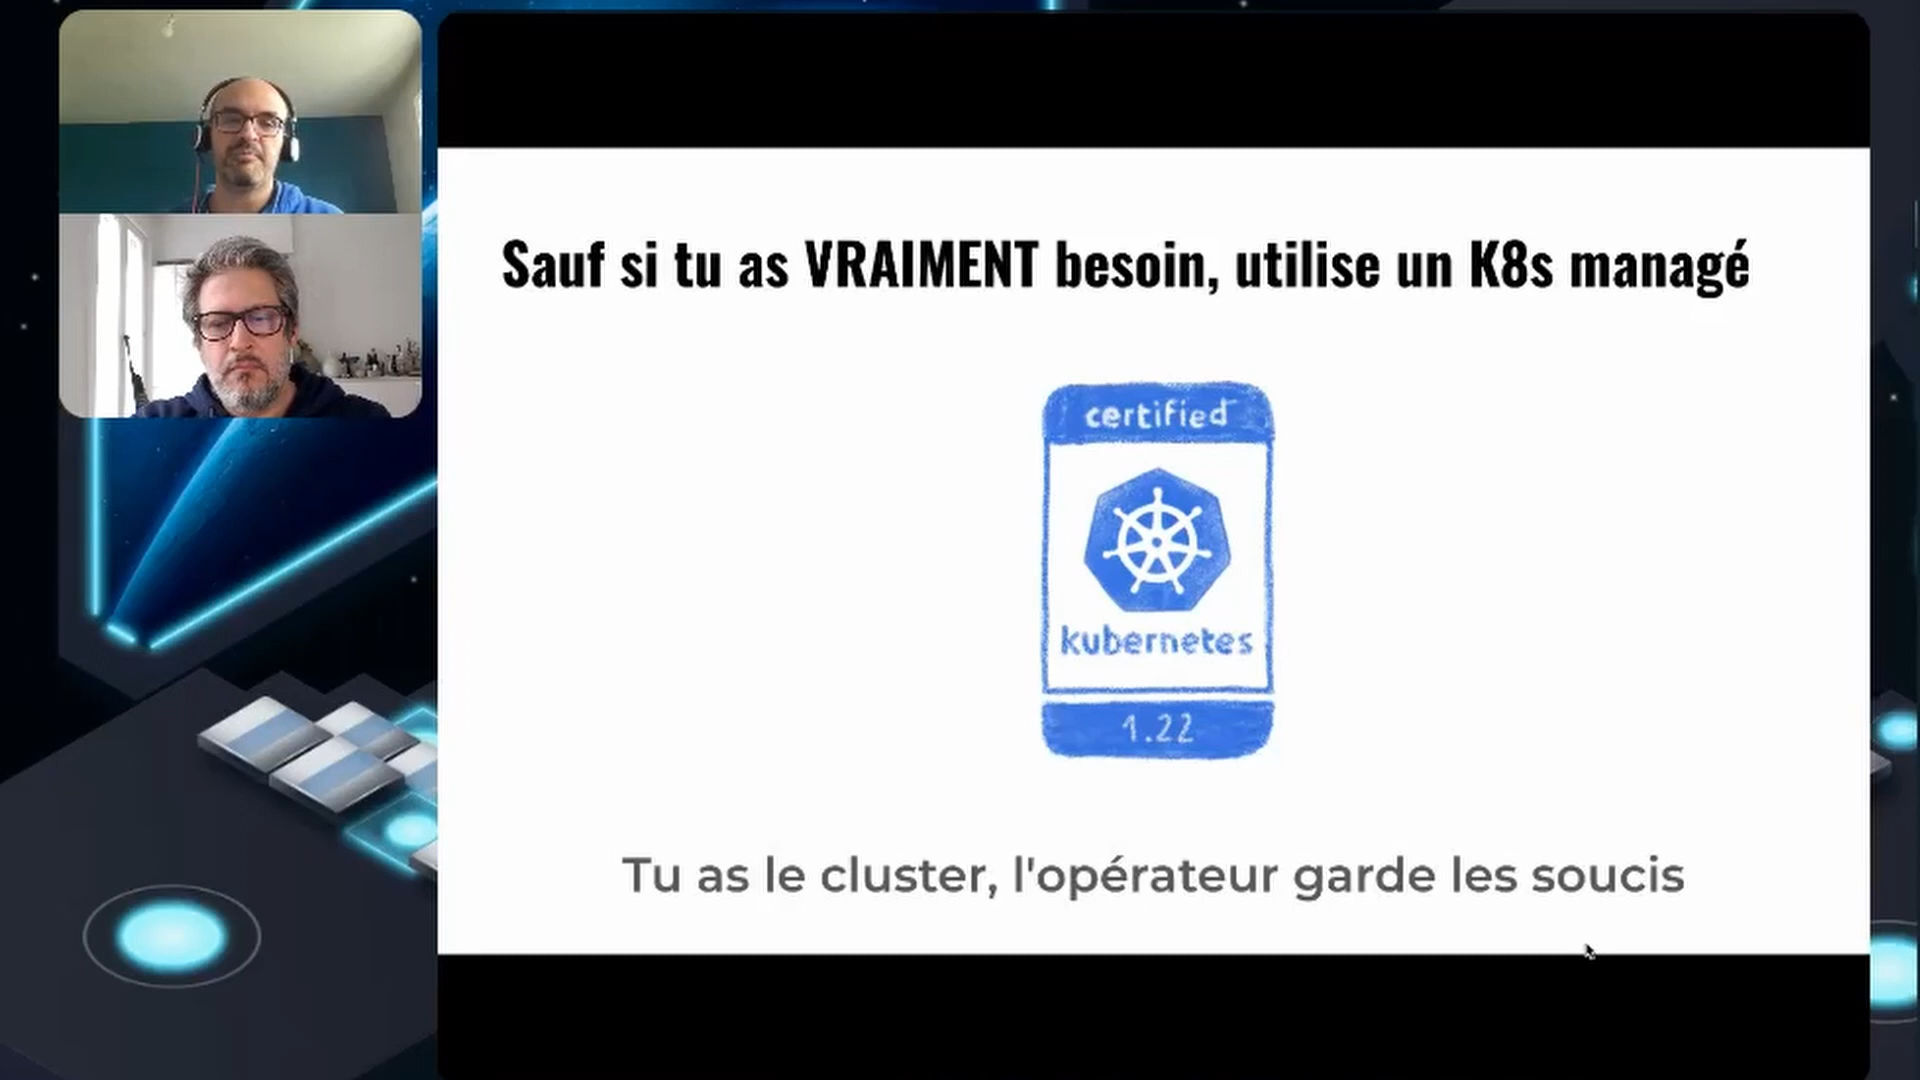 Sauf si tu as VRAIMENT besoin, utilise un K8s managé
certified
kubernetes
1.22
Tu as le cluster, l'opérateur garde les soucis